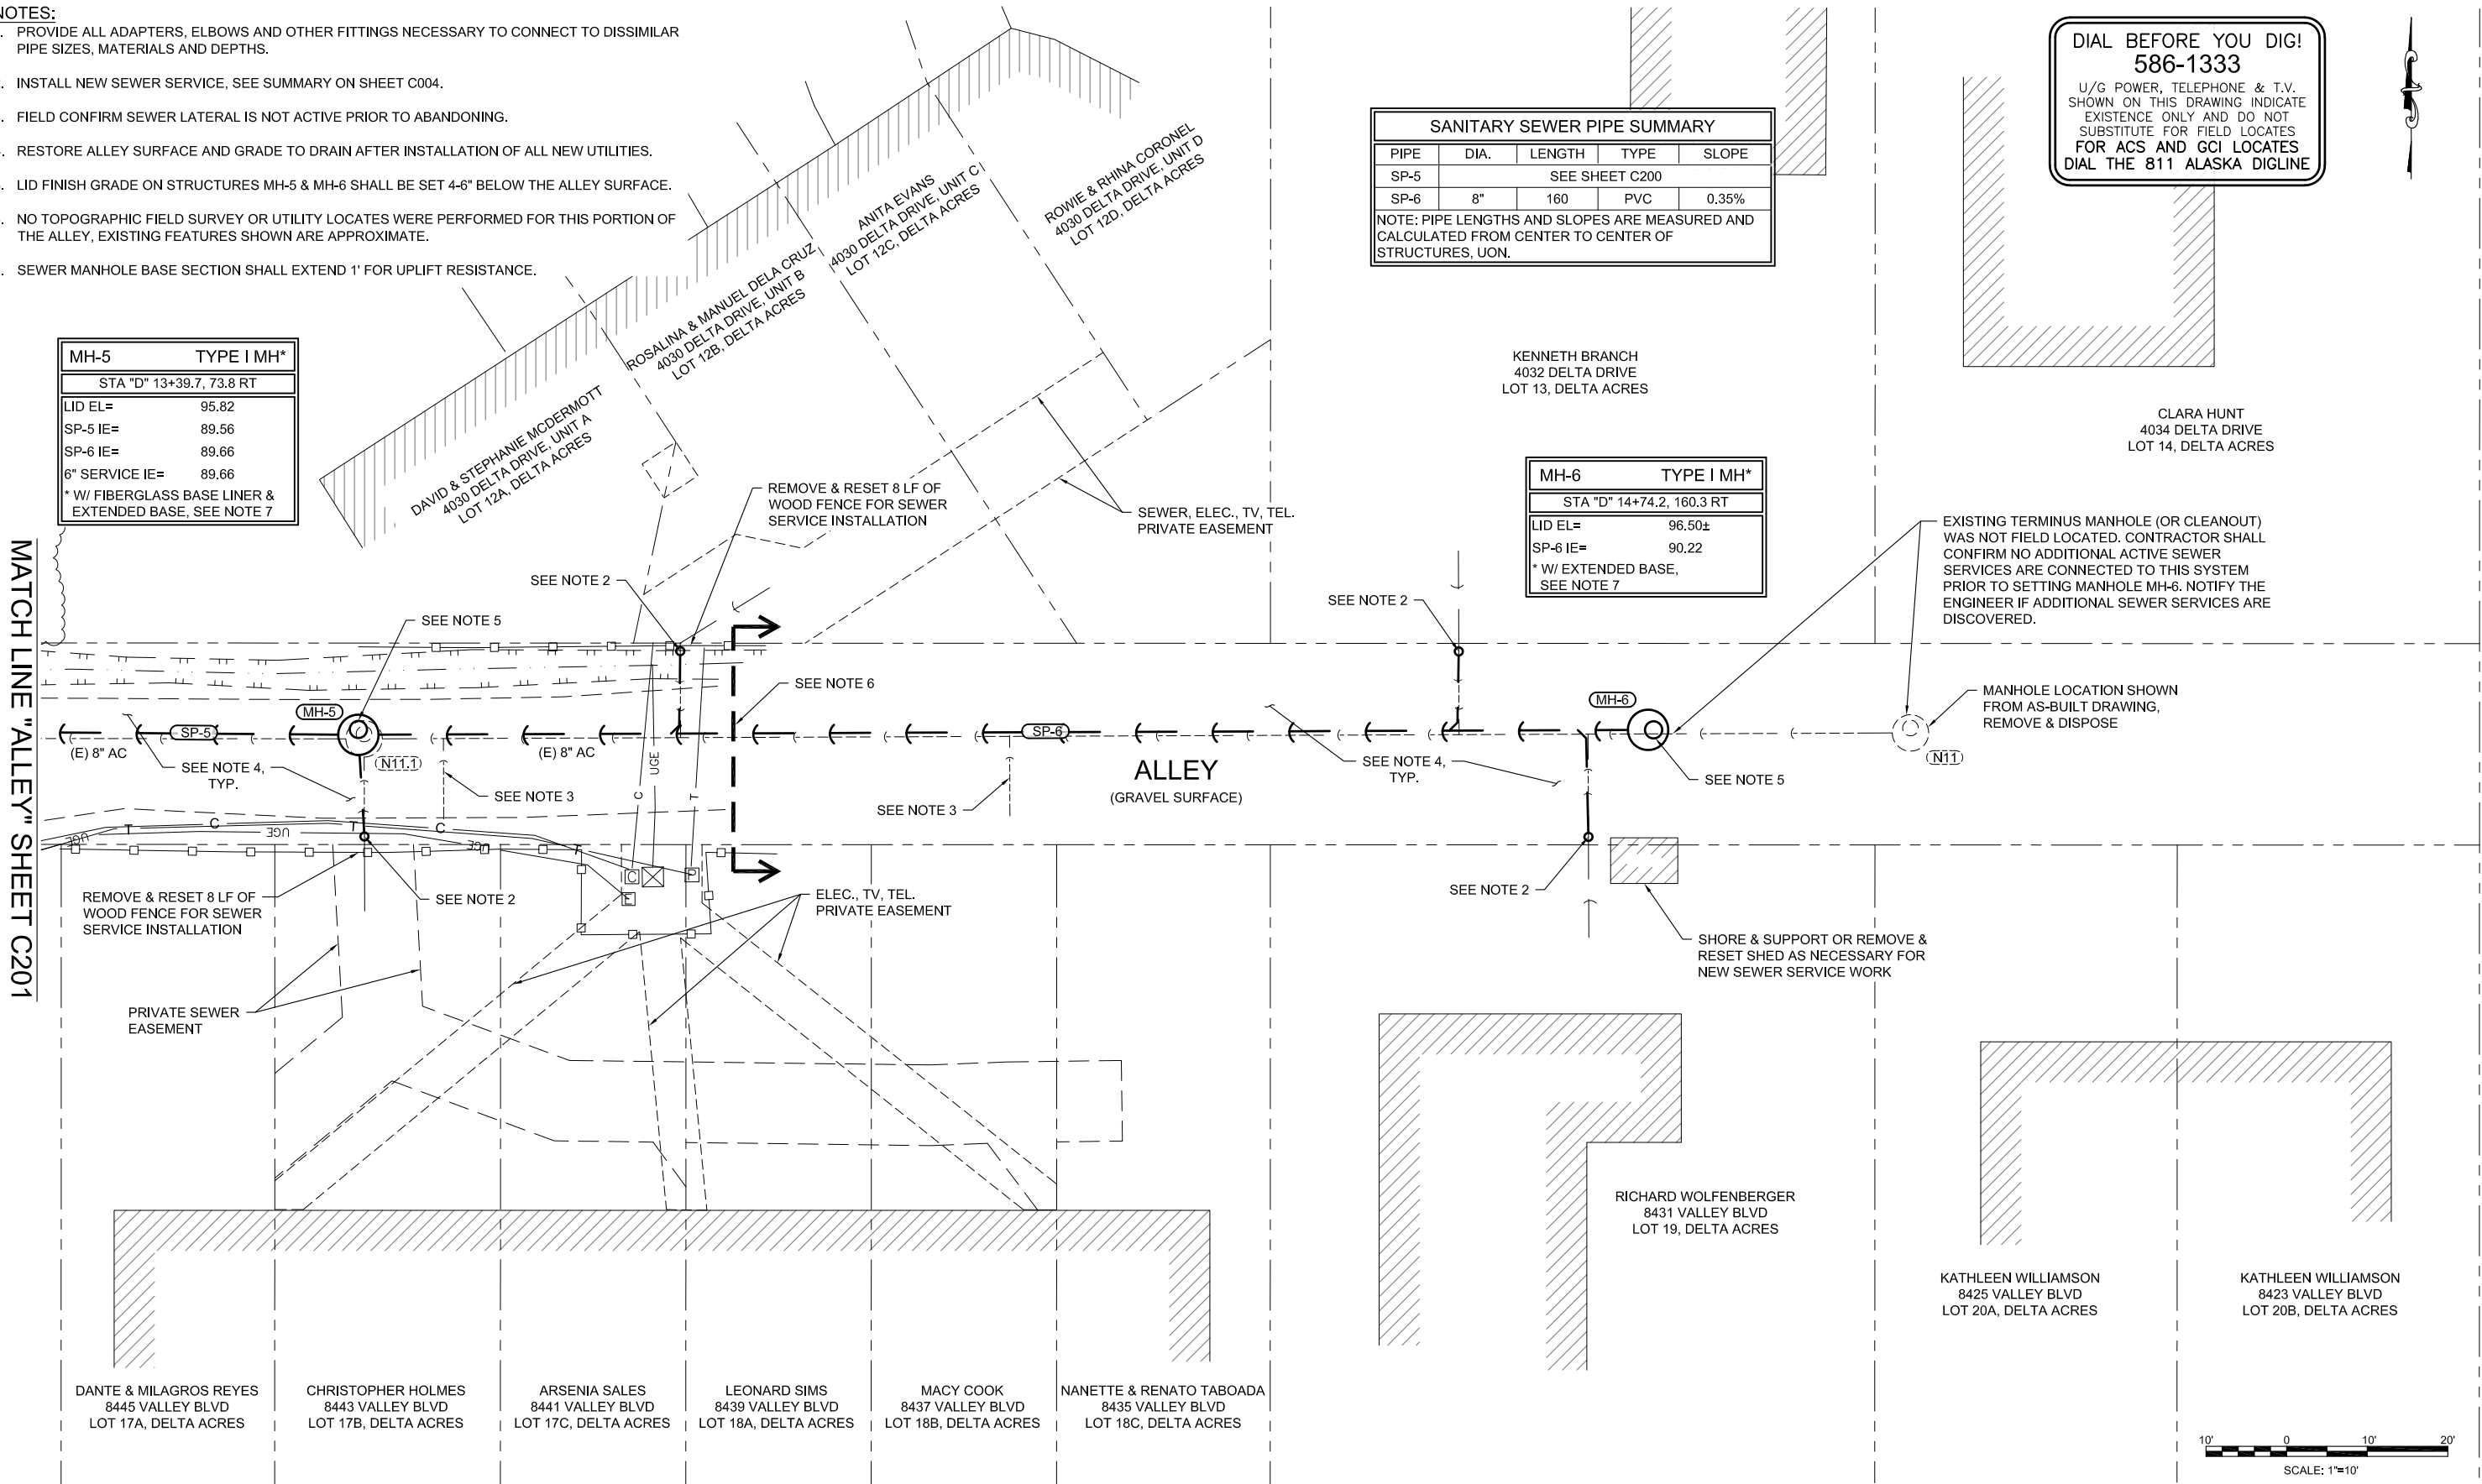 NOTES:
. PROVIDE ALL ADAPTERS, ELBOWS AND OTHER FITTINGS NECESSARY TO CONNECT TO DISSIMILAR
PIPE SIZES, MATERIALS AND DEPTHS.
. INSTALL NEW SEWER SERVICE, SEE SUMMARY ON SHEET C004.
. FIELD CONFIRM SEWER LATERAL IS NOT ACTIVE PRIOR TO ABANDONING.
. RESTORE ALLEY SURFACE AND GRADE TO DRAIN AFTER INSTALLATION OF ALL NEW UTILITIES.
. LID FINISH GRADE ON STRUCTURES MH-5 & MH-6 SHALL BE SET 4-6" BELOW THE ALLEY SURFACE.
. NO TOPOGRAPHIC FIELD SURVEY OR UTILITY LOCATES WERE PERFORMED FOR THIS PORTION OF
THE ALLEY, EXISTING FEATURES SHOWN ARE APPROXIMATE.
. SEWER MANHOLE BASE SECTION SHALL EXTEND 1' FOR UPLIFT RESISTANCE.
DIAL BEFORE YOU DIG!
586-1333
U/G POWER, TELEPHONE & T.V.
SHOWN ON THIS DRAWING INDICATE
EXISTENCE ONLY AND DO NOT
SUBSTITUTE FOR FIELD LOCATES
FOR ACS AND GCI LOCATES
DIAL THE 811 ALASKA DIGLINE
SANITARY SEWER PIPE SUMMARY
PIPE DIA. LENGTH TYPE SLOPE
SP-5 SEE SHEET C200
SP-6 8" 160 PVC 0.35%
NOTE: PIPE LENGTHS AND SLOPES ARE MEASURED AND
CALCULATED FROM CENTER TO CENTER OF
STRUCTURES, UON.
MH-5 TYPE I MH*
STA "D" 13+39.7, 73.8 RT
LID EL= 95.82
SP-5 IE= 89.56
SP-6 IE= 89.66
6" SERVICE IE= 89.66
* W/ FIBERGLASS BASE LINER &
EXTENDED BASE, SEE NOTE 7
DAVID & STEPHANIE MCDERMOTT
4030 DELTA DRIVE, UNIT A
LOT 12A, DELTA ACRES
ROSALINA & MANUEL DELA CRUZ
4030 DELTA DRIVE, UNIT B
LOT 12B, DELTA ACRES
ANITA EVANS
4030 DELTA DRIVE, UNIT C
LOT 12C, DELTA ACRES
ROWIE & RHINA CORONEL
4030 DELTA DRIVE, UNIT D
LOT 12D, DELTA ACRES
KENNETH BRANCH
4032 DELTA DRIVE
LOT 13, DELTA ACRES
CLARA HUNT
4034 DELTA DRIVE
LOT 14, DELTA ACRES
MH-6 TYPE I MH*
STA "D" 14+74.2, 160.3 RT
LID EL= 96.50±
SP-6 IE= 90.22
* W/ EXTENDED BASE,
SEE NOTE 7
REMOVE & RESET 8 LF OF
WOOD FENCE FOR SEWER
SERVICE INSTALLATION
SEWER, ELEC., TV, TEL.
PRIVATE EASEMENT
EXISTING TERMINUS MANHOLE (OR CLEANOUT)
WAS NOT FIELD LOCATED. CONTRACTOR SHALL
CONFIRM NO ADDITIONAL ACTIVE SEWER
SERVICES ARE CONNECTED TO THIS SYSTEM
PRIOR TO SETTING MANHOLE MH-6. NOTIFY THE
ENGINEER IF ADDITIONAL SEWER SERVICES ARE
DISCOVERED.
MATCH LINE "ALLEY" SHEET C201
SEE NOTE 2
SEE NOTE 5
SEE NOTE 2
SEE NOTE 6
MANHOLE LOCATION SHOWN
FROM AS-BUILT DRAWING,
REMOVE & DISPOSE
MH-5
MH-6
SP-5
SP-6
(E) 8" AC
(E) 8" AC
N11.1
N11
SEE NOTE 4,
TYP.
SEE NOTE 3
SEE NOTE 3
ALLEY
(GRAVEL SURFACE)
SEE NOTE 4,
TYP.
SEE NOTE 5
UGE
C
T
T
C
UGE
UGE
T
C
UGE
T
C
P
E
REMOVE & RESET 8 LF OF
WOOD FENCE FOR SEWER
SERVICE INSTALLATION
SEE NOTE 2
ELEC., TV, TEL.
PRIVATE EASEMENT
SEE NOTE 2
SHORE & SUPPORT OR REMOVE &
RESET SHED AS NECESSARY FOR
NEW SEWER SERVICE WORK
PRIVATE SEWER
EASEMENT
RICHARD WOLFENBERGER
8431 VALLEY BLVD
LOT 19, DELTA ACRES
KATHLEEN WILLIAMSON
8425 VALLEY BLVD
LOT 20A, DELTA ACRES
KATHLEEN WILLIAMSON
8423 VALLEY BLVD
LOT 20B, DELTA ACRES
DANTE & MILAGROS REYES
8445 VALLEY BLVD
LOT 17A, DELTA ACRES
CHRISTOPHER HOLMES
8443 VALLEY BLVD
LOT 17B, DELTA ACRES
ARSENIA SALES
8441 VALLEY BLVD
LOT 17C, DELTA ACRES
LEONARD SIMS
8439 VALLEY BLVD
LOT 18A, DELTA ACRES
MACY COOK
8437 VALLEY BLVD
LOT 18B, DELTA ACRES
NANETTE & RENATO TABOADA
8435 VALLEY BLVD
LOT 18C, DELTA ACRES
10' 0 10' 20'
SCALE: 1"=10'